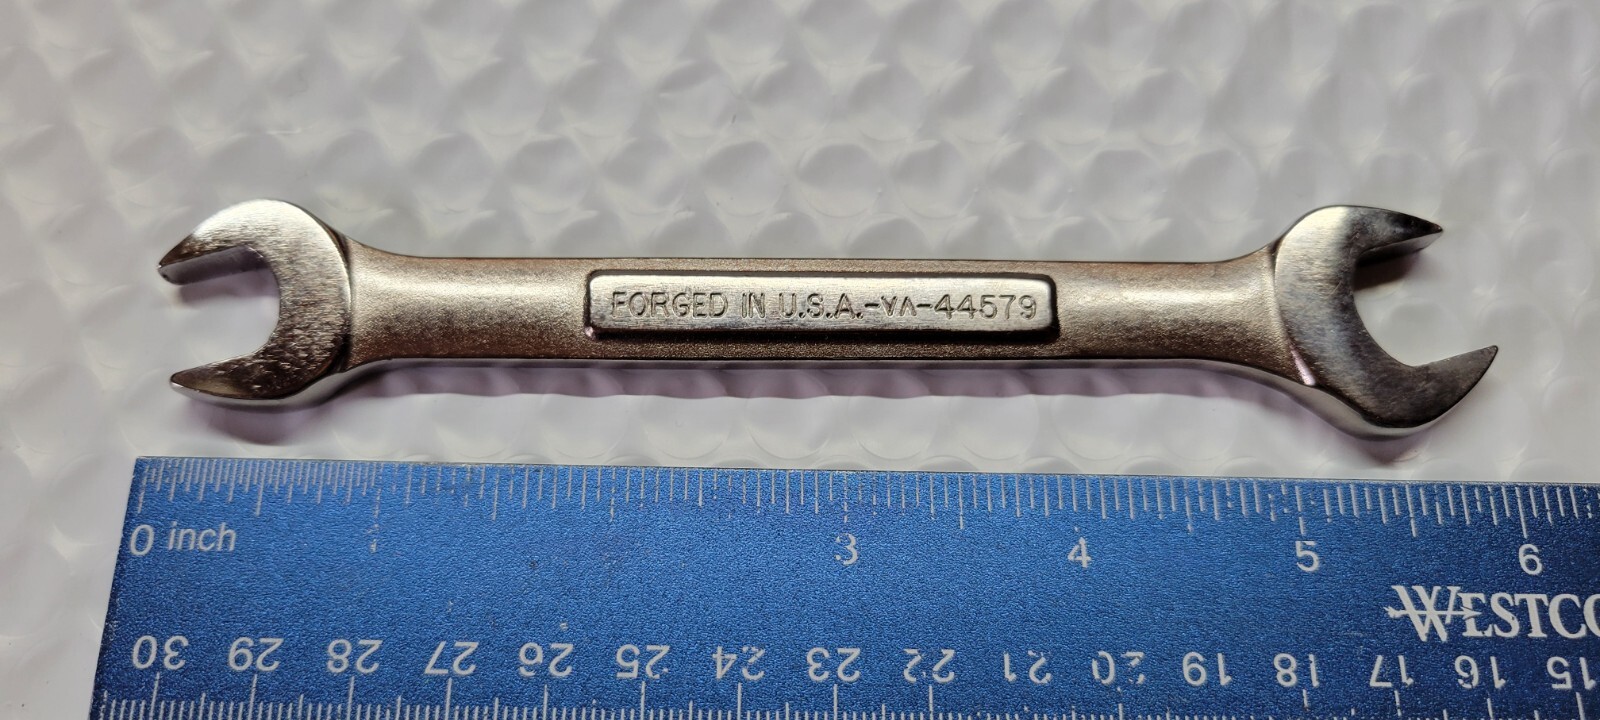 FORGED IN U.S.A.-VΛ-44579
0 inch 3 4 5 6
WESTCO
30 29 28 27 26 25 24 23 22 21 20 19 18 17 16 15